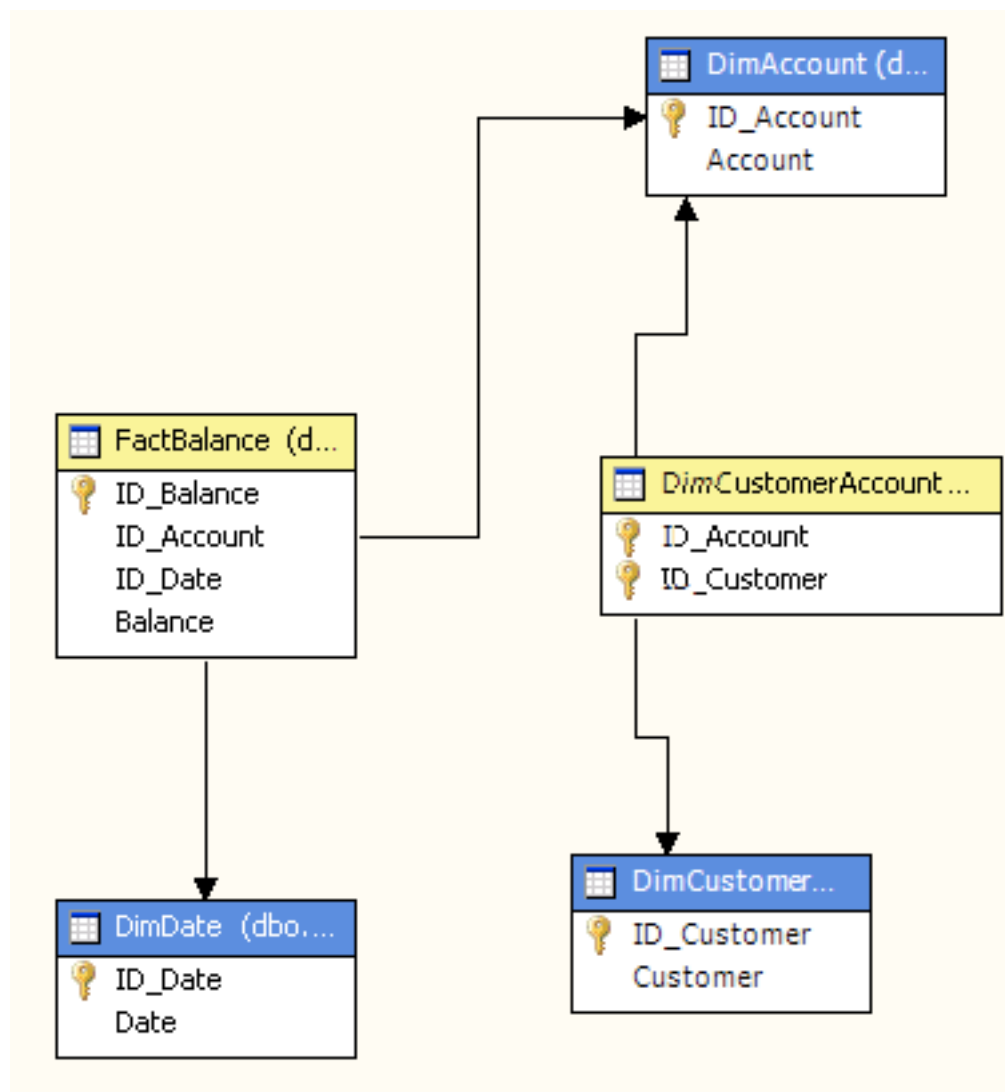 DimAccount (d...
ID_Account
Account
FactBalance (d...
ID_Balance
ID_Account
ID_Date
Balance
DimCustomerAccount ...
ID_Account
ID_Customer
DimCustomer...
ID_Customer
Customer
DimDate (dbo....
ID_Date
Date